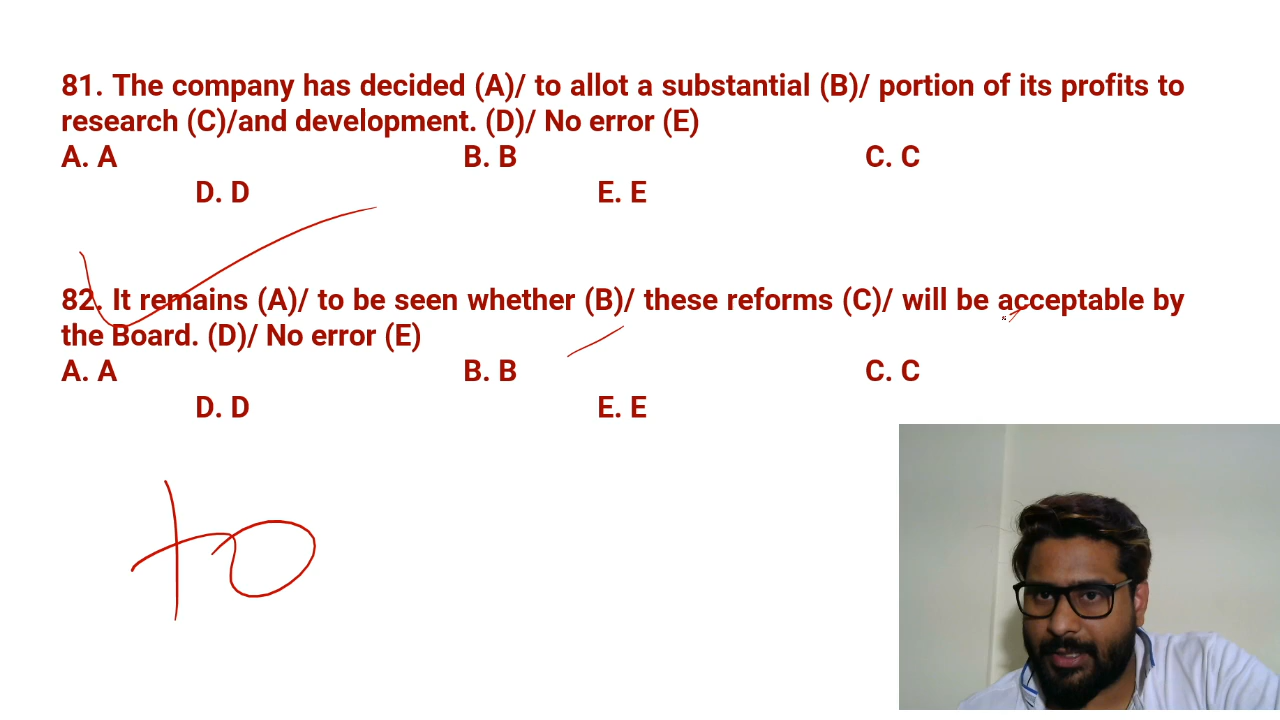 81. The company has decided (A)/ to allot a substantial (B)/ portion of its profits to
research (C)/and development. (D)/ No error (E)
A. A B. B C. C
D. D E. E
82. It remains (A)/ to be seen whether (B)/ these reforms (C)/ will be acceptable by
the Board. (D)/ No error (E)
A. A B. B C. C
D. D E. E
to